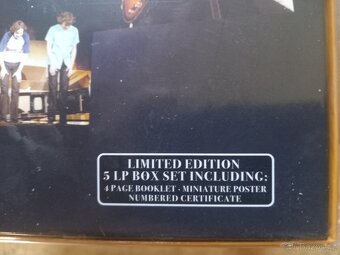 LIMITED EDITION
5 LP BOX SET INCLUDING:
4 PAGE BOOKLET - MINIATURE POSTER
NUMBERED CERTIFICATE